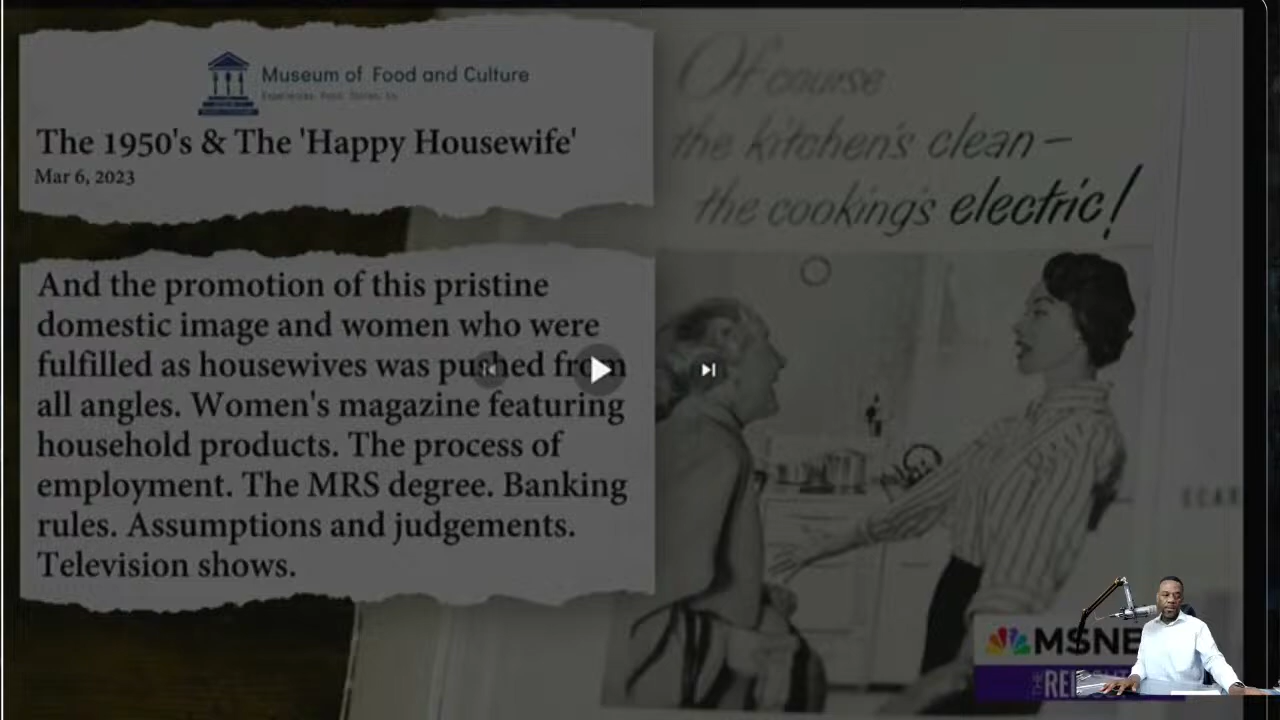 Museum of Food and Culture
The 1950's & The 'Happy Housewife'
Mar 6, 2023
And the promotion of this pristine
domestic image and women who were
fulfilled as housewives was pushed from
all angles. Women's magazine featuring
household products. The process of
employment. The MRS degree. Banking
rules. Assumptions and judgements.
Television shows.
Of course
the kitchen's clean –
the cooking's electric!
MSNB
THE